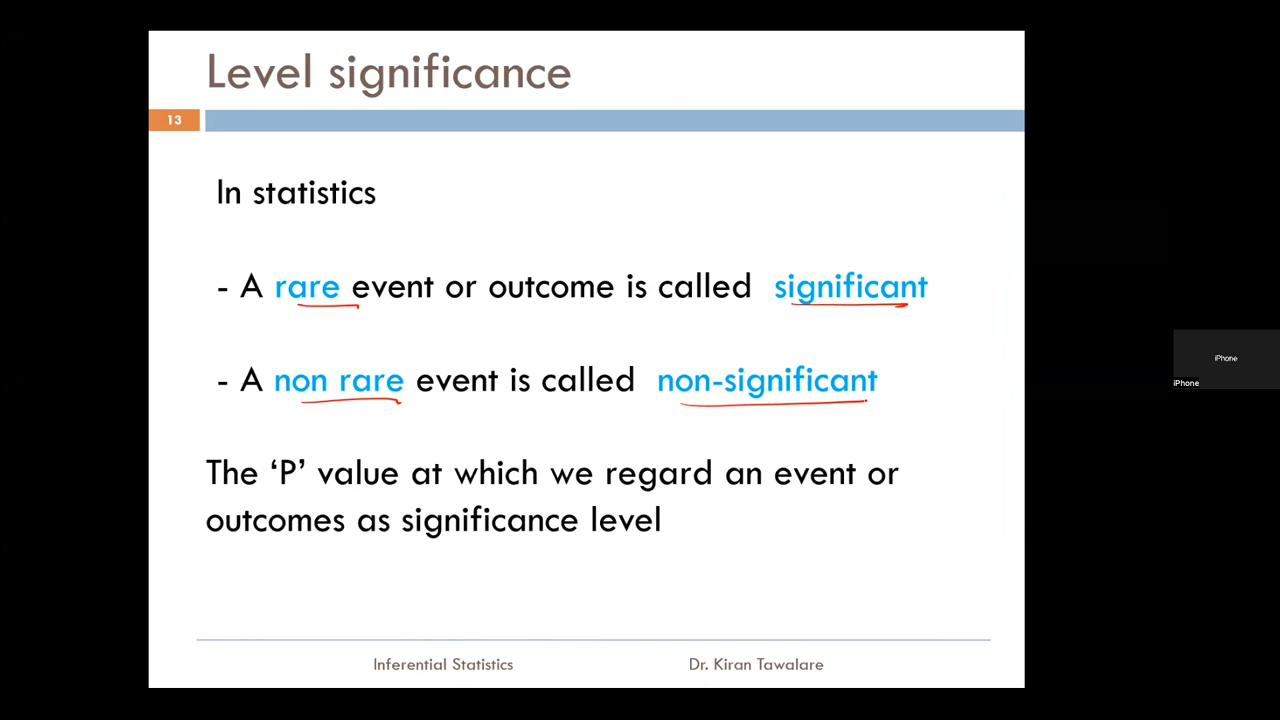 Level significance
13
In statistics
- A rare event or outcome is called significant
- A non rare event is called non-significant
The ‘P’ value at which we regard an event or
outcomes as significance level
Inferential Statistics
Dr. Kiran Tawalare
iPhone
iPhone